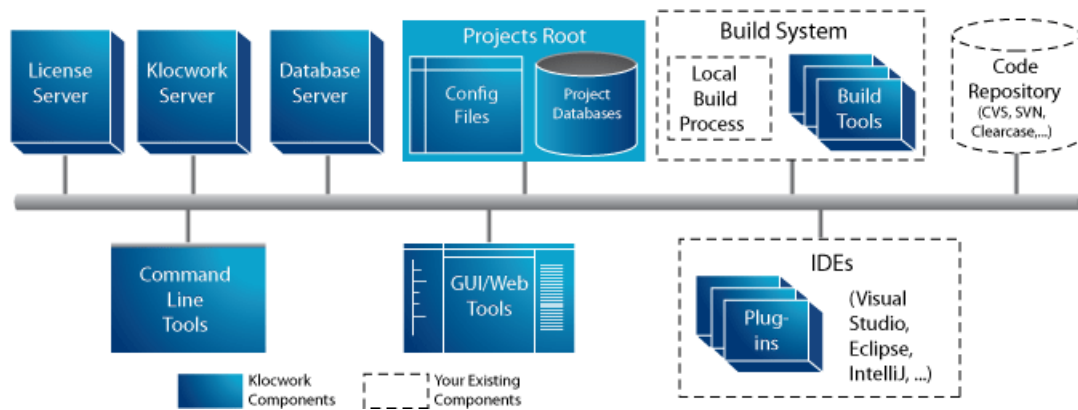 License
Server
Klocwork
Server
Database
Server
Projects Root
Config
Files
Project
Databases
Build System
Local
Build
Process
Build
Tools
Code
Repository
(CVS, SVN,
Clearcase,...)
Command
Line
Tools
GUI/Web
Tools
IDEs
Plug-
ins
(Visual
Studio,
Eclipse,
IntelliJ, ...)
Klocwork
Components
Your Existing
Components